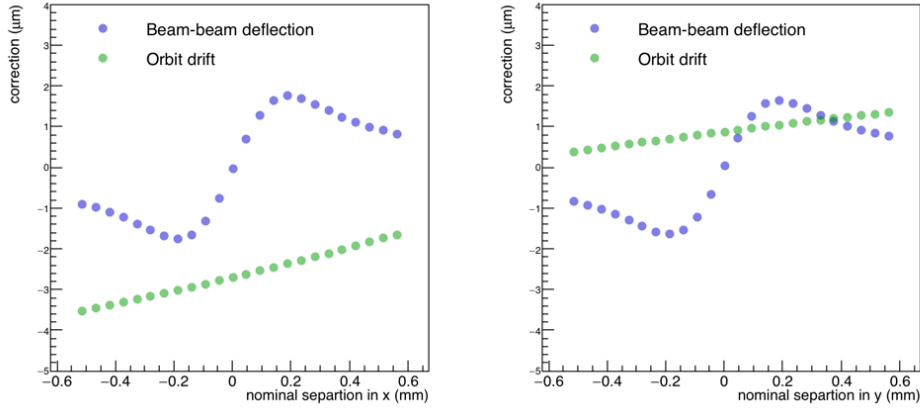 correction (μm)
4
3
2
1
0
−1
−2
−3
−4
−5
Beam-beam deflection
Orbit drift
−0.6 −0.4 −0.2 0 0.2 0.4 0.6
nominal separtion in x (mm)
correction (μm)
4
3
2
1
0
−1
−2
−3
−4
−5
Beam-beam deflection
Orbit drift
−0.6 −0.4 −0.2 0 0.2 0.4 0.6
nominal separtion in y (mm)